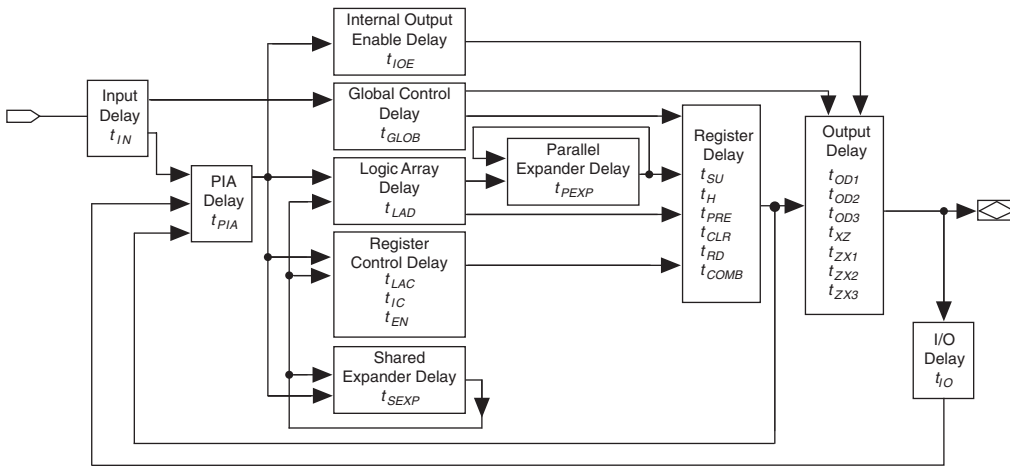 Internal Output
Enable Delay
tIOE
Input
Delay
tIN
Global Control
Delay
tGLOB
Register
Delay
tSU
tH
tPRE
tCLR
tRD
tCOMB
Output
Delay
tOD1
tOD2
tOD3
tXZ
tZX1
tZX2
tZX3
PIA
Delay
tPIA
Logic Array
Delay
tLAD
Parallel
Expander Delay
tPEXP
Register
Control Delay
tLAC
tIC
tEN
Shared
Expander Delay
tSEXP
I/O
Delay
tIO